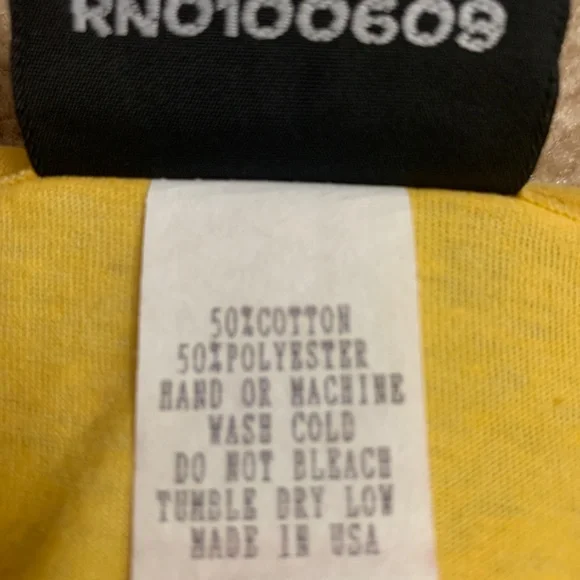 RN0100609
50%COTTON
50%POLYESTER
HAND OR MACHINE
WASH COLD
DO NOT BLEACH
TUMBLE DRY LOW
MADE IN USA